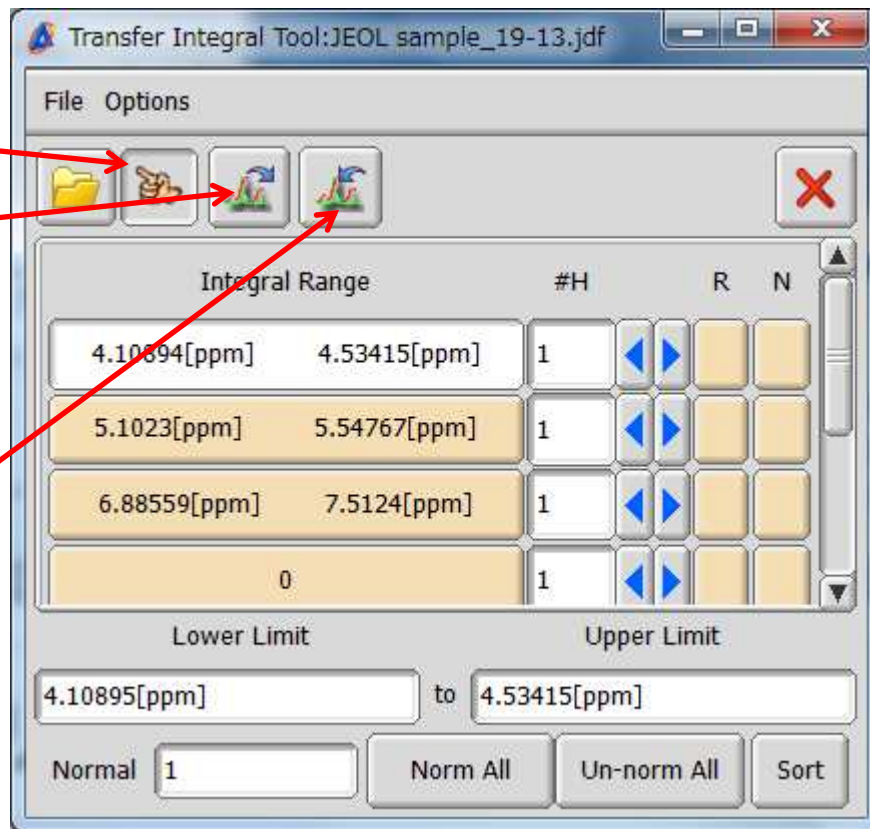 Transfer Integral Tool:JEOL sample_19-13.jdf
File Options
Integral Range #H R N
4.10894[ppm] 4.53415[ppm] 1
5.1023[ppm] 5.54767[ppm] 1
6.88559[ppm] 7.5124[ppm] 1
0 1
Lower Limit Upper Limit
4.10895[ppm] to 4.53415[ppm]
Normal 1 Norm All Un-norm All Sort